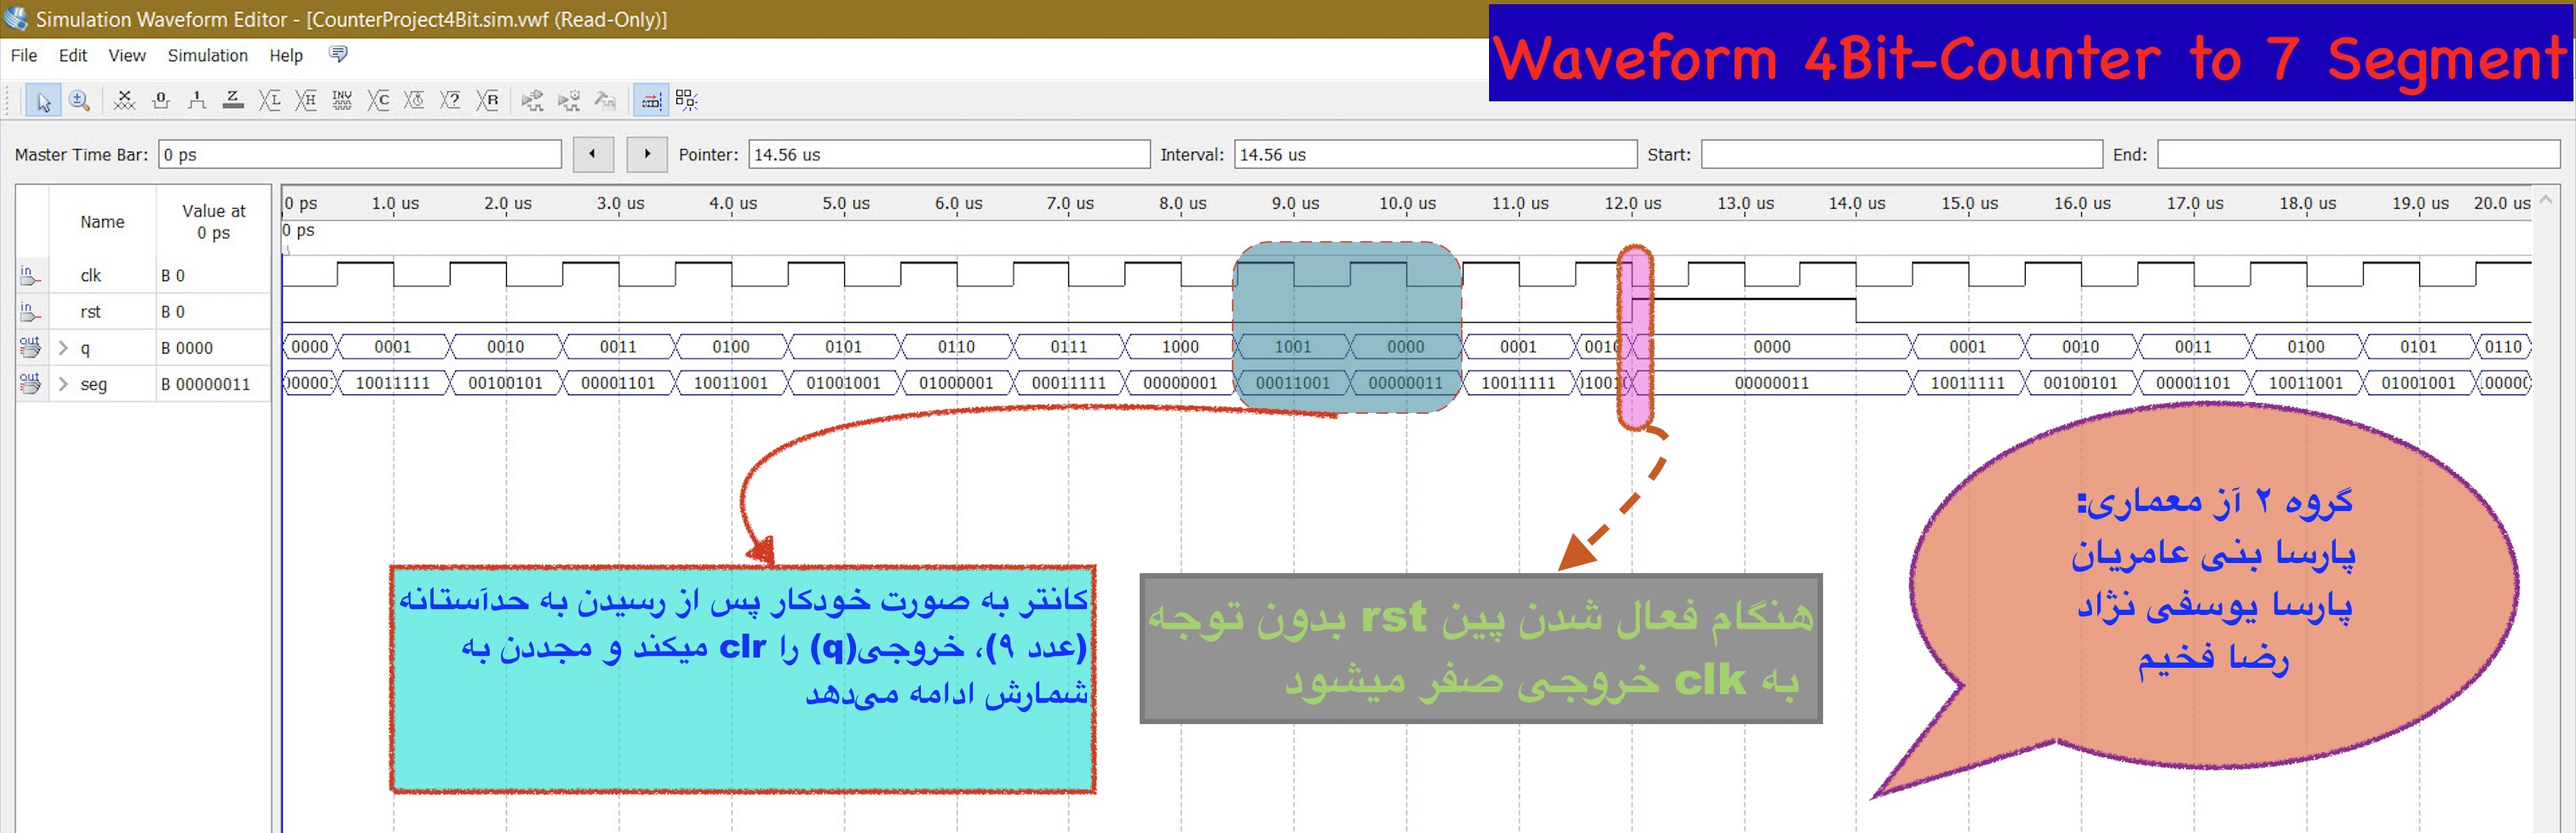 Simulation Waveform Editor - [CounterProject4Bit.sim.vwf (Read-Only)]
Waveform 4Bit-Counter to 7 Segment
File Edit View Simulation Help
Master Time Bar: 0 ps Pointer: 14.56 us Interval: 14.56 us Start: End:
Name Value at 0 ps
0 ps 1.0 us 2.0 us 3.0 us 4.0 us 5.0 us 6.0 us 7.0 us 8.0 us 9.0 us 10.0 us 11.0 us 12.0 us 13.0 us 14.0 us 15.0 us 16.0 us 17.0 us 18.0 us 19.0 us 20.0 us
0 ps
in clk B 0
in rst B 0
out q B 0000 0000 0001 0010 0011 0100 0101 0110 0111 1000 1001 0000 0001 0010 0000 0001 0010 0011 0100 0101 0110
out seg B 00000011 10011111 00100101 00001101 10011001 01001001 01000001 00011111 00000001 00011001 00000011 10011111 00000011 10011111 00100101 00001101 10011001 01001001
کانتر به صورت خودکار پس از رسیدن به حدآستانه
(عدد ۹)، خروجی(q) را clr میکند و مجددن به
شمارش ادامه می‌دهد
هنگام فعال شدن پین rst بدون توجه
به clk خروجی صفر میشود
گروه ۲ آز معماری:
پارسا بنی عامریان
پارسا یوسفی نژاد
رضا فخیم